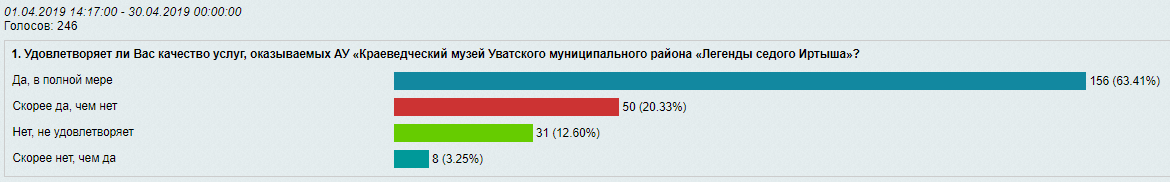 01.04.2019 14:17:00 - 30.04.2019 00:00:00
Голосов: 246
1. Удовлетворяет ли Вас качество услуг, оказываемых АУ «Краеведческий музей Уватского муниципального района «Легенды седого Иртыша»?
Да, в полной мере 156 (63.41%)
Скорее да, чем нет 50 (20.33%)
Нет, не удовлетворяет 31 (12.60%)
Скорее нет, чем да 8 (3.25%)